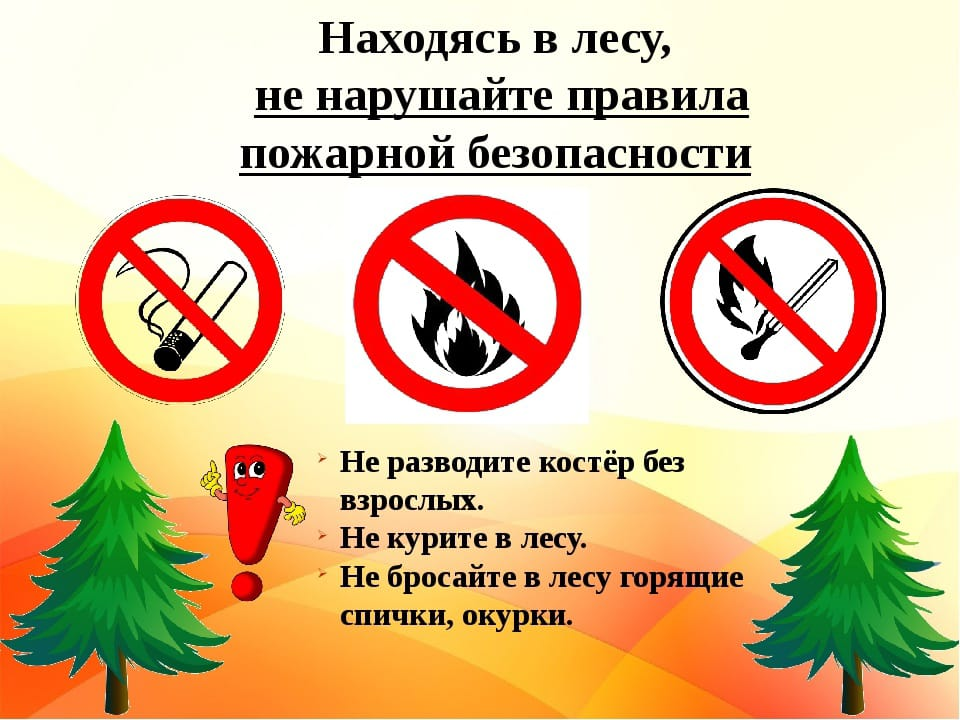 Находясь в лесу,
не нарушайте правила
пожарной безопасности
Не разводите костёр без
взрослых.
Не курите в лесу.
Не бросайте в лесу горящие
спички, окурки.